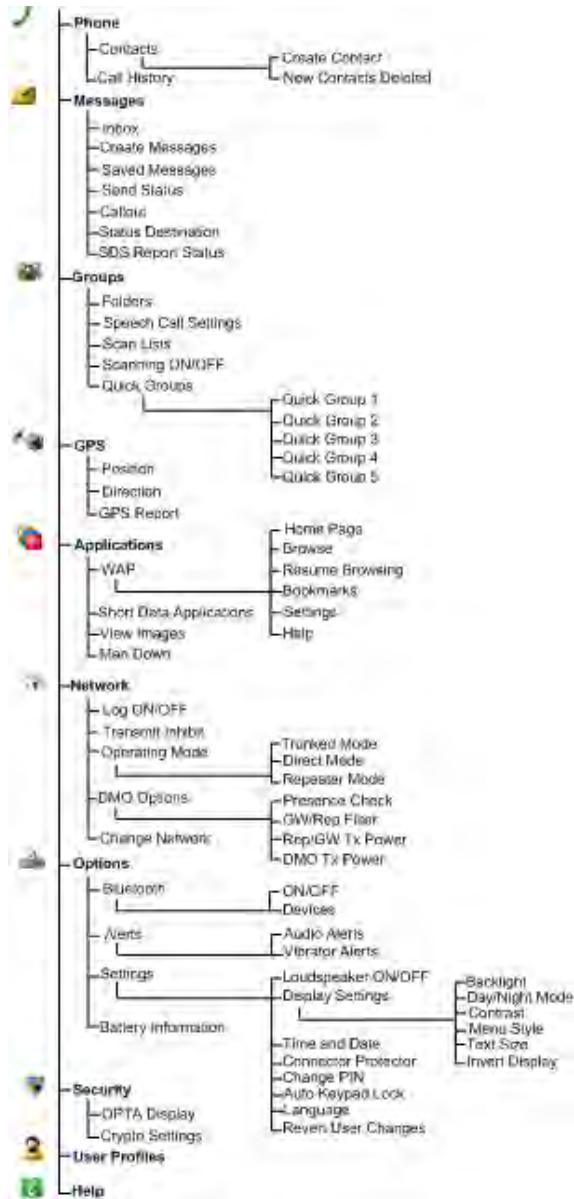 Phone
Contacts
Create Contact
New Contacts Deleted
Call History
Messages
Inbox
Create Messages
Saved Messages
Send Status
Callout
Status Destination
SDS Report Status
Groups
Folders
Speech Call Settings
Scan Lists
Scanning ON/OFF
Quick Groups
Quick Group 1
Quick Group 2
Quick Group 3
Quick Group 4
Quick Group 5
GPS
Position
Direction
GPS Report
Applications
WAP
Home Page
Browse
Resume Browsing
Bookmarks
Settings
Help
Short Data Applications
View Images
Man Down
Network
Log ON/OFF
Transmit Inhibit
Operating Mode
Trunked Mode
Direct Mode
Repeater Mode
DMO Options
Presence Check
GW/Rep Filter
Rep/GW Tx Power
DMO Tx Power
Change Network
Options
Bluetooth
ON/OFF
Devices
Alerts
Audio Alerts
Vibrator Alerts
Settings
Loudspeaker ON/OFF
Display Settings
Backlight
Day/Night Mode
Contrast
Menu Style
Text Size
Invert Display
Time and Date
Connector Protector
Change PIN
Auto Keypad Lock
Language
Revert User Changes
Battery Information
Security
OPTA Display
Crypto Settings
User Profiles
Help